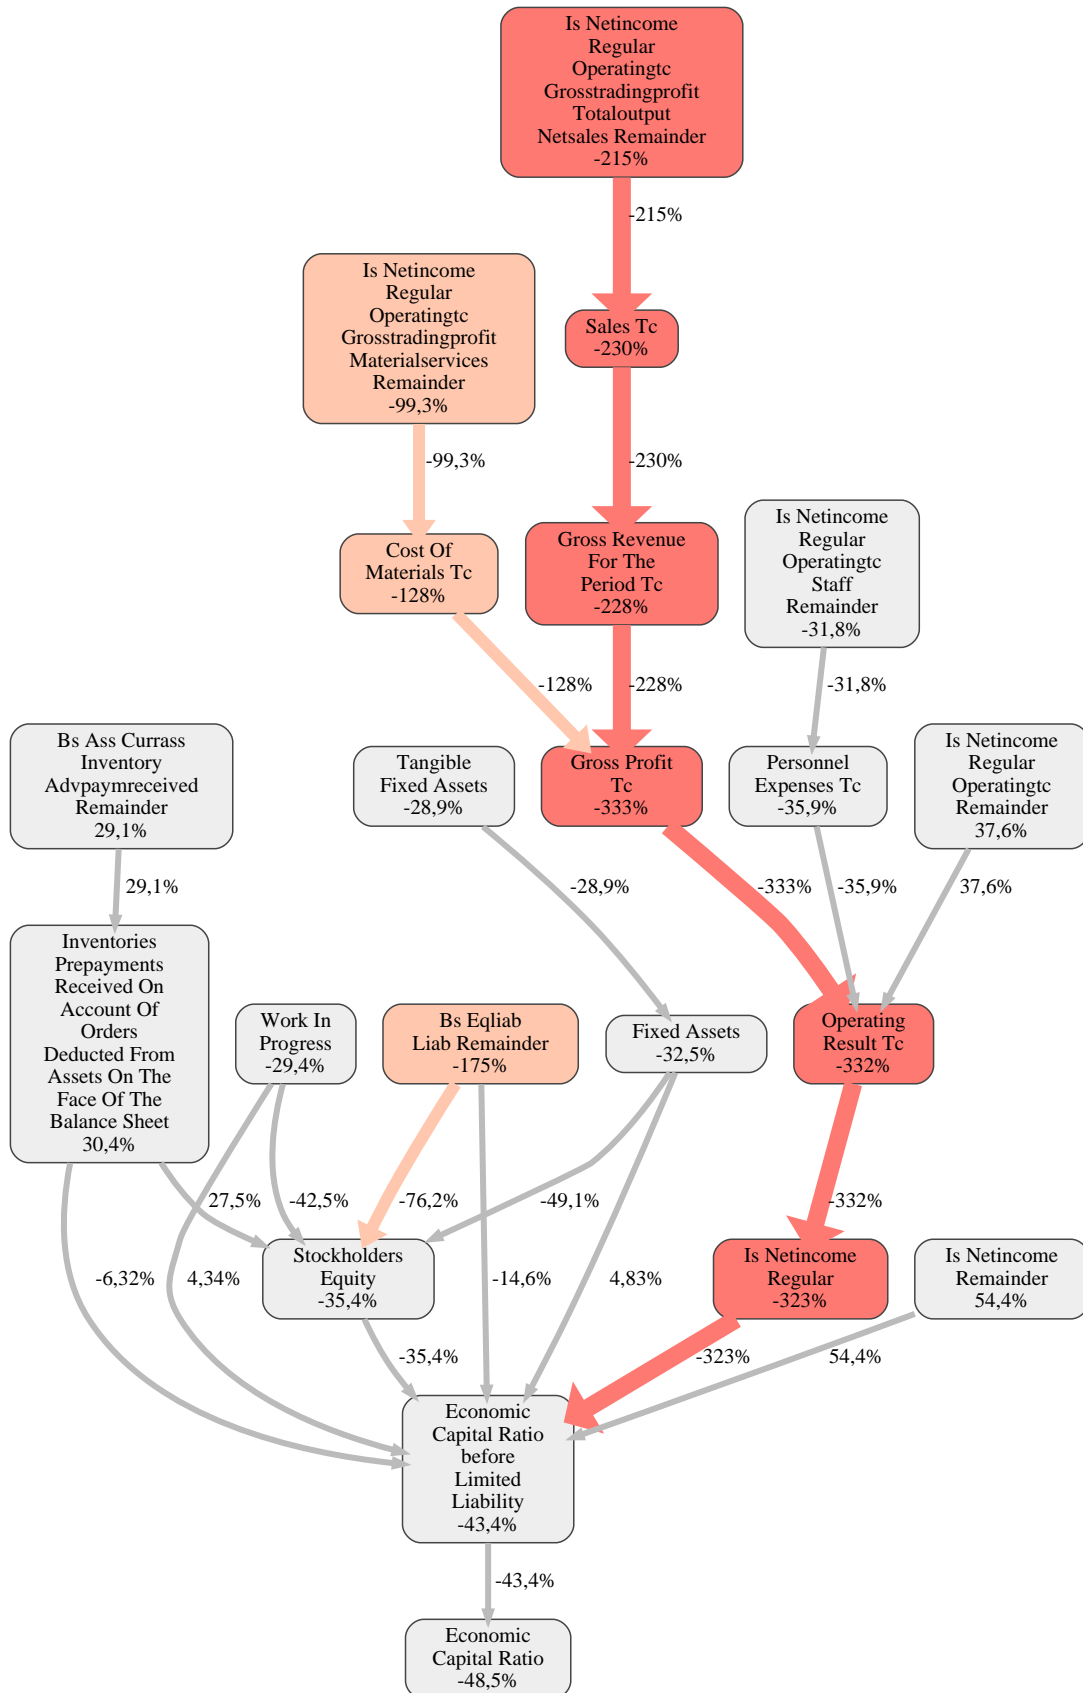 Is Netincome
Regular
Operatingtc
Grosstradingprofit
Totaloutput
Netsales Remainder
-215%
-215%
Is Netincome
Regular
Operatingtc
Grosstradingprofit
Materialservices
Remainder
-99,3%
Sales Tc
-230%
-99,3%
-230%
Is Netincome
Regular
Operatingtc
Staff
Remainder
-31,8%
Cost Of
Materials Tc
-128%
Gross Revenue
For The
Period Tc
-228%
-128%
-228%
-31,8%
Bs Ass Currass
Inventory
Advpaymreceived
Remainder
29,1%
Tangible
Fixed Assets
-28,9%
Gross Profit
Tc
-333%
Personnel
Expenses Tc
-35,9%
Is Netincome
Regular
Operatingtc
Remainder
37,6%
29,1%
-28,9%
-333%
-35,9%
37,6%
Inventories
Prepayments
Received On
Account Of
Orders
Deducted From
Assets On The
Face Of The
Balance Sheet
30,4%
Work In
Progress
-29,4%
Bs Eqliab
Liab Remainder
-175%
Fixed Assets
-32,5%
Operating
Result Tc
-332%
27,5%
-42,5%
-76,2%
-49,1%
-332%
-6,32%
4,34%
Stockholders
Equity
-35,4%
-14,6%
4,83%
Is Netincome
Regular
-323%
Is Netincome
Remainder
54,4%
-35,4%
-323%
54,4%
Economic
Capital Ratio
before
Limited
Liability
-43,4%
-43,4%
Economic
Capital Ratio
-48,5%